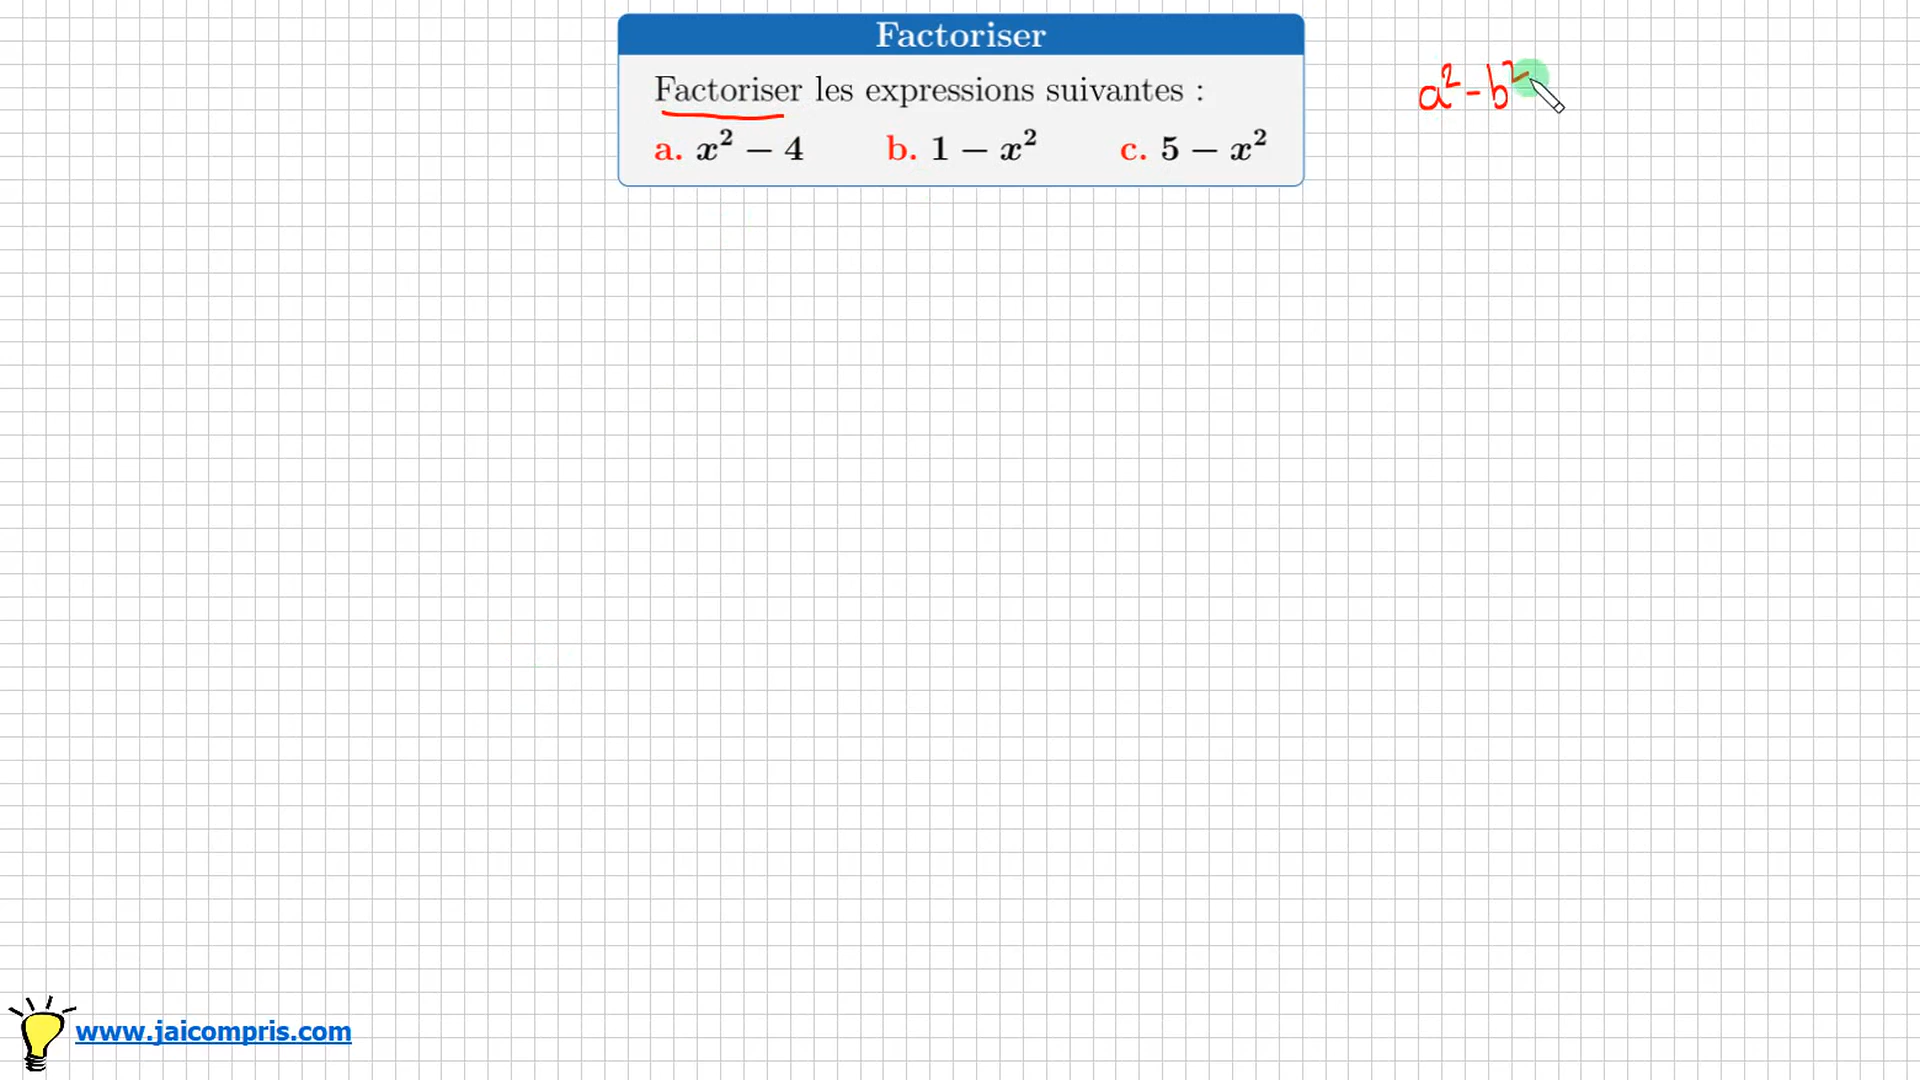 Factoriser
Factoriser les expressions suivantes :
a. x² − 4 b. 1 − x² c. 5 − x²
a² - b²
www.jaicompris.com